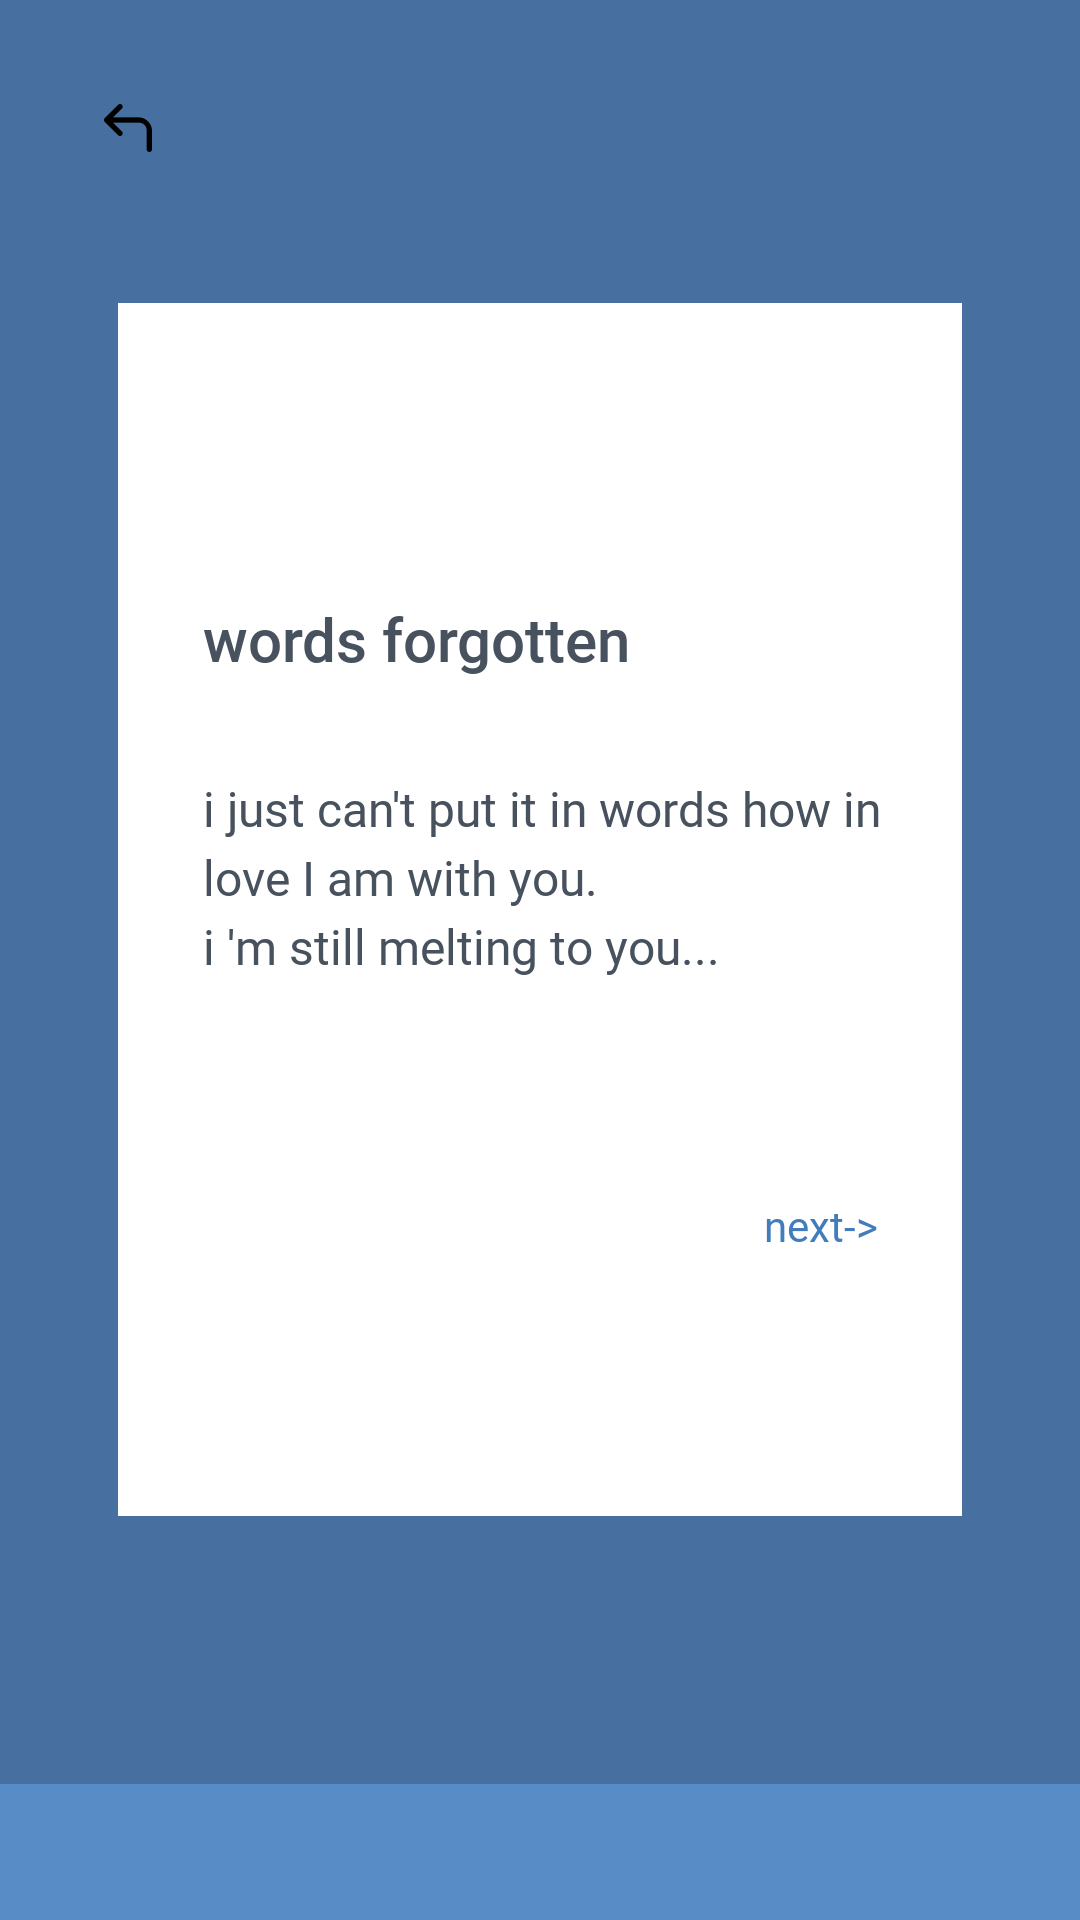 words forgotten
i just can't put it in words how in
love I am with you.
i 'm still melting to you...
next->